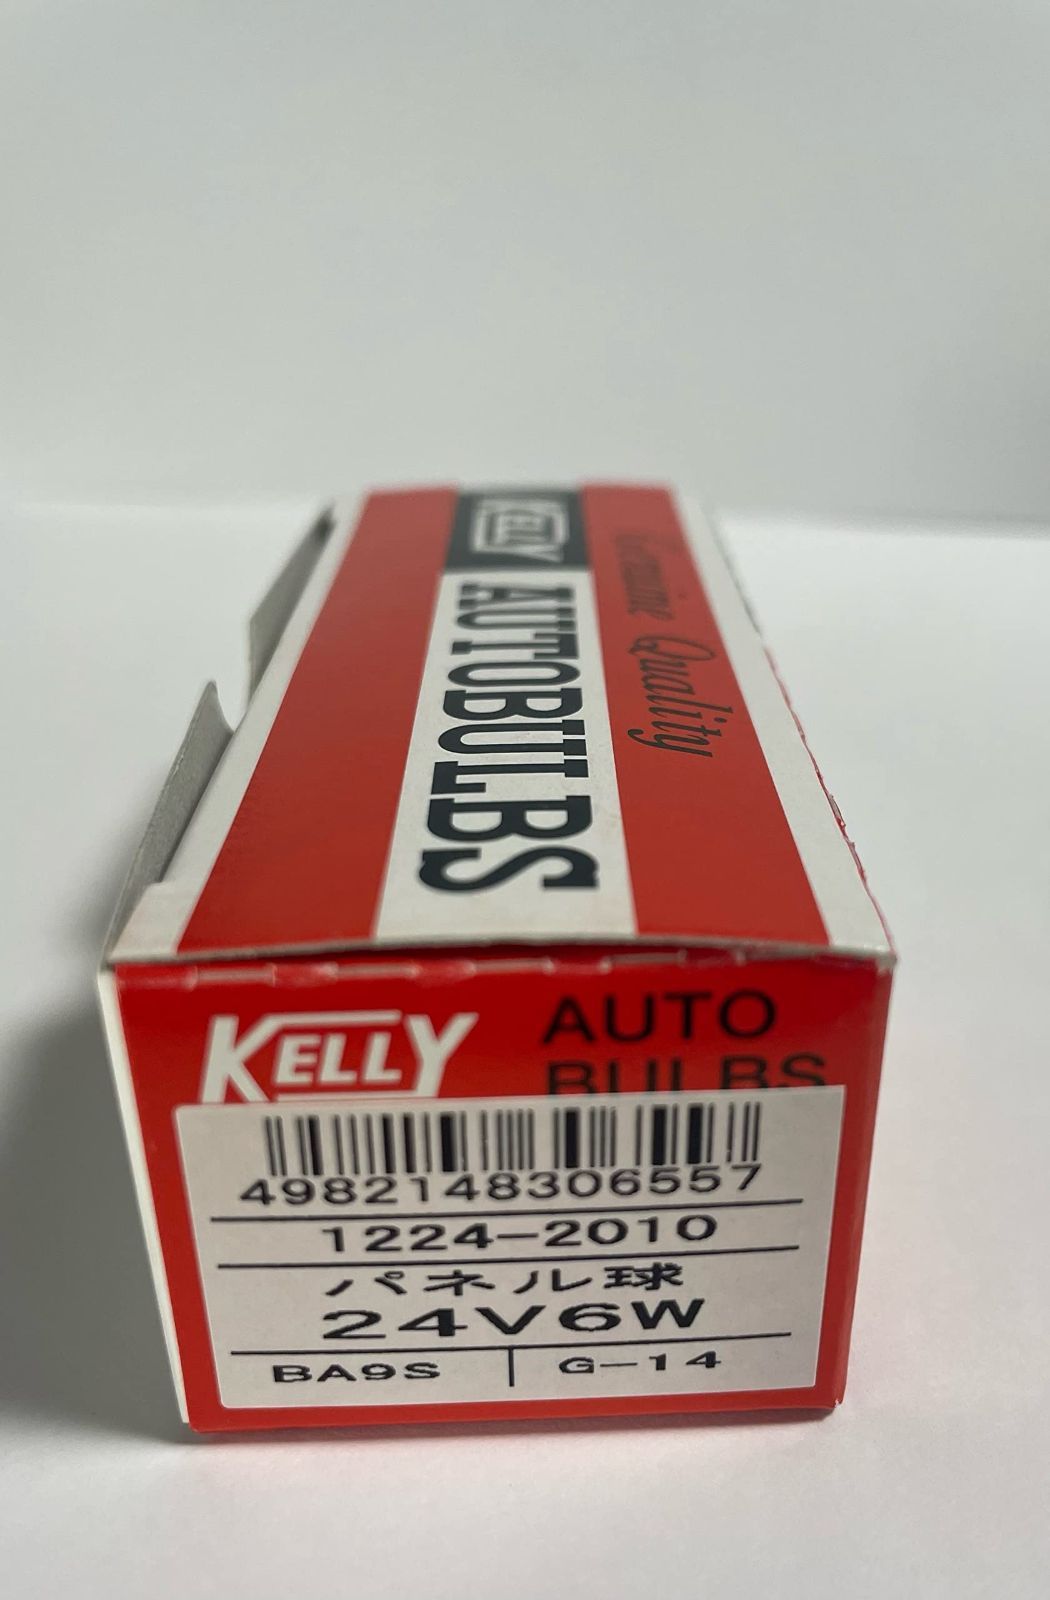 KELLY AUTOBULBS
Genuine Quality
KELLY
AUTO
BULBS
4982148306557
1224-2010
パネル球
24V6W
BA9S
G-14